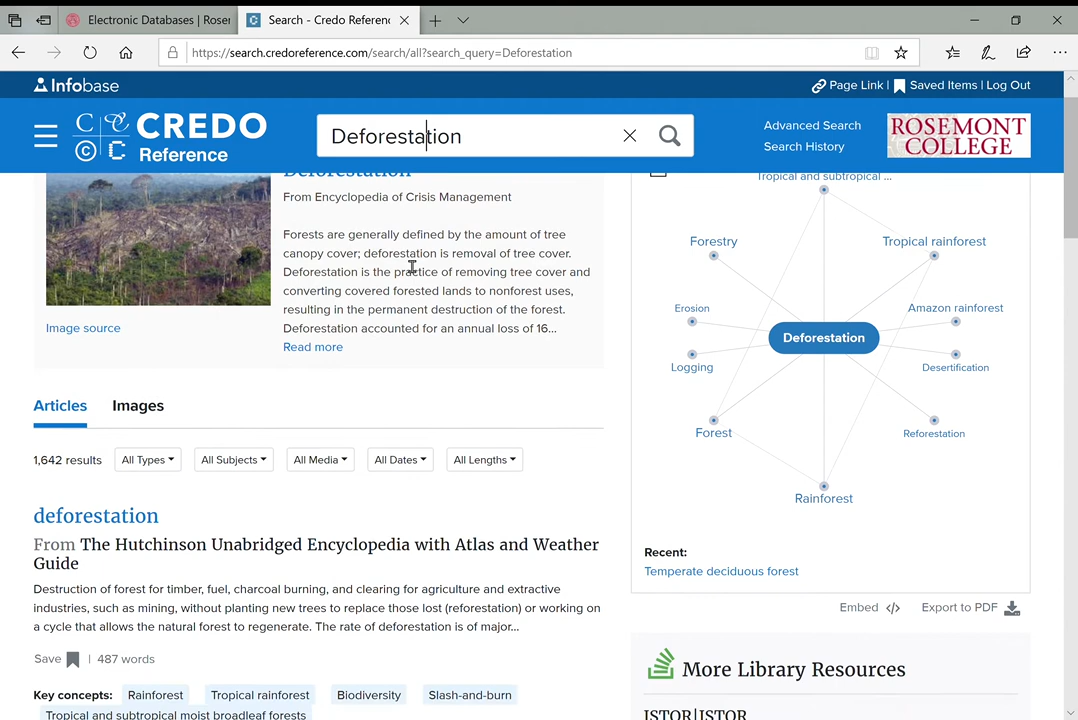 Electronic Databases | Roser
Search - Credo Referenc
https://search.credoreference.com/search/all?search_query=Deforestation
Infobase
Page Link | Saved Items | Log Out
CREDO
Reference
Deforestation
Advanced Search
Search History
ROSEMONT
COLLEGE
Deforestation
From Encyclopedia of Crisis Management
Forests are generally defined by the amount of tree
canopy cover; deforestation is removal of tree cover.
Deforestation is the practice of removing tree cover and
converting covered forested lands to nonforest uses,
resulting in the permanent destruction of the forest.
Deforestation accounted for an annual loss of 16...
Image source
Read more
Articles Images
1,642 results All Types All Subjects All Media All Dates All Lengths
deforestation
From The Hutchinson Unabridged Encyclopedia with Atlas and Weather
Guide
Destruction of forest for timber, fuel, charcoal burning, and clearing for agriculture and extractive
industries, such as mining, without planting new trees to replace those lost (reforestation) or working on
a cycle that allows the natural forest to regenerate. The rate of deforestation is of major...
Save | 487 words
Key concepts: Rainforest Tropical rainforest Biodiversity Slash-and-burn
Tropical and subtropical moist broadleaf forests
Tropical and subtropical ...
Forestry
Tropical rainforest
Erosion
Amazon rainforest
Deforestation
Logging
Desertification
Forest
Reforestation
Rainforest
Recent:
Temperate deciduous forest
Embed </> Export to PDF
More Library Resources
JSTOR|JSTOR